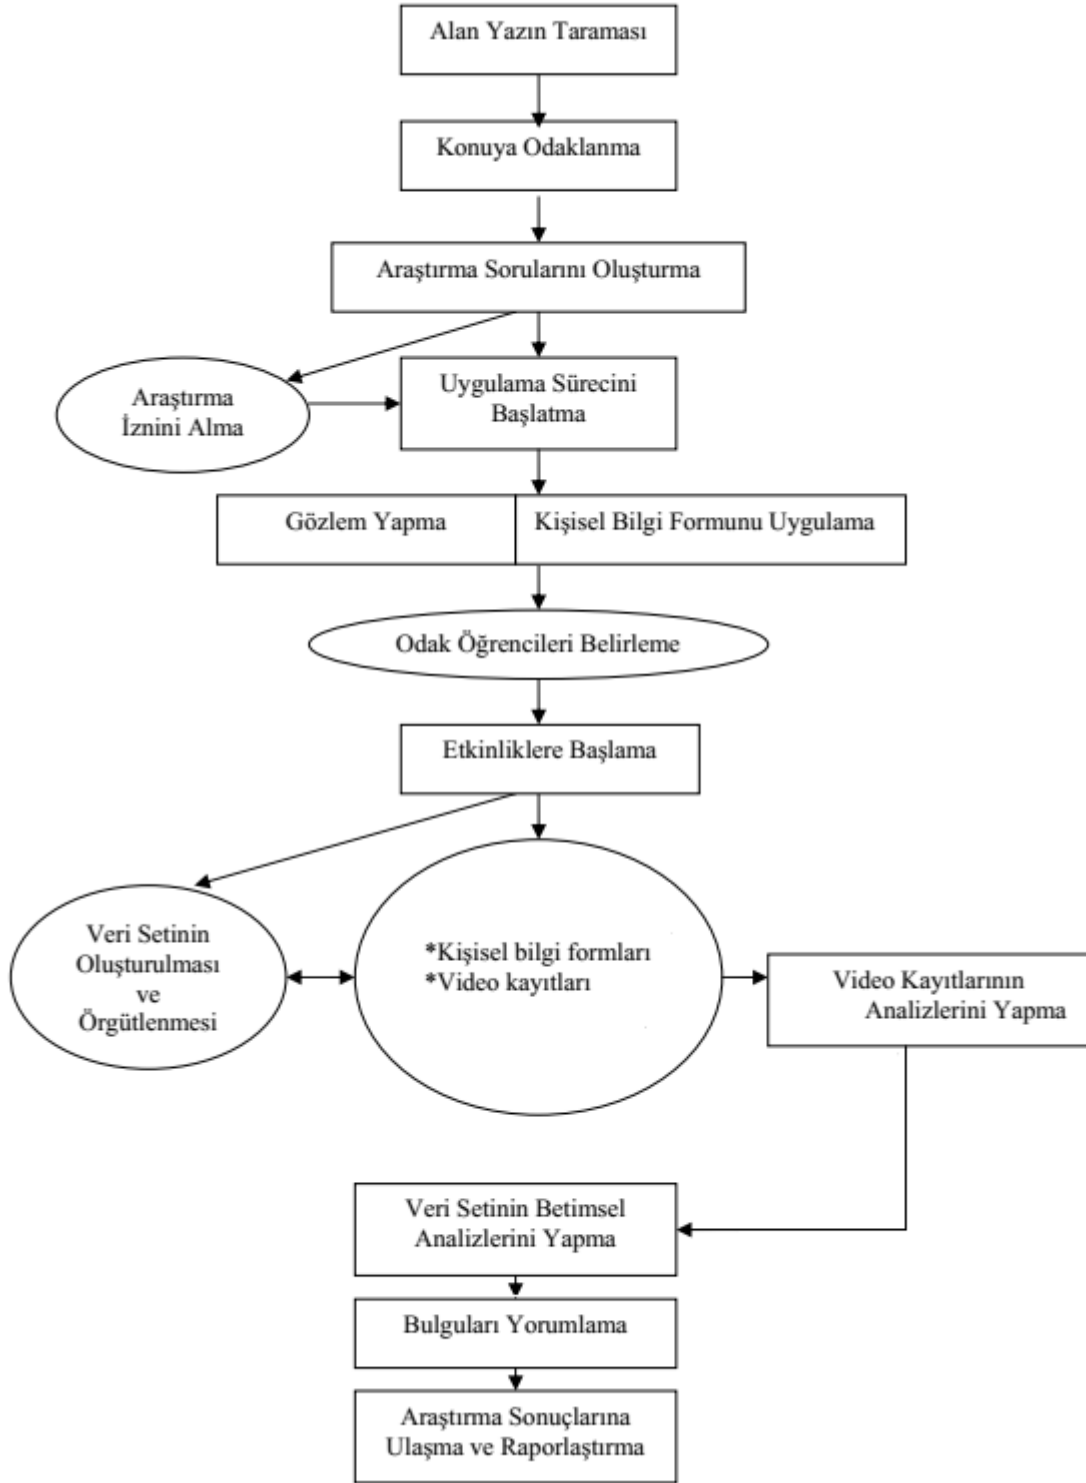 Alan Yazın Taraması
Konuya Odaklanma
Araştırma Sorularını Oluşturma
Araştırma
İznini Alma
Uygulama Sürecini
Başlatma
Gözlem Yapma
Kişisel Bilgi Formunu Uygulama
Odak Öğrencileri Belirleme
Etkinliklere Başlama
Veri Setinin
Oluşturulması
ve
Örgütlenmesi
*Kişisel bilgi formları
*Video kayıtları
Video Kayıtlarının
Analizlerini Yapma
Veri Setinin Betimsel
Analizlerini Yapma
Bulguları Yorumlama
Araştırma Sonuçlarına
Ulaşma ve Raporlaştırma